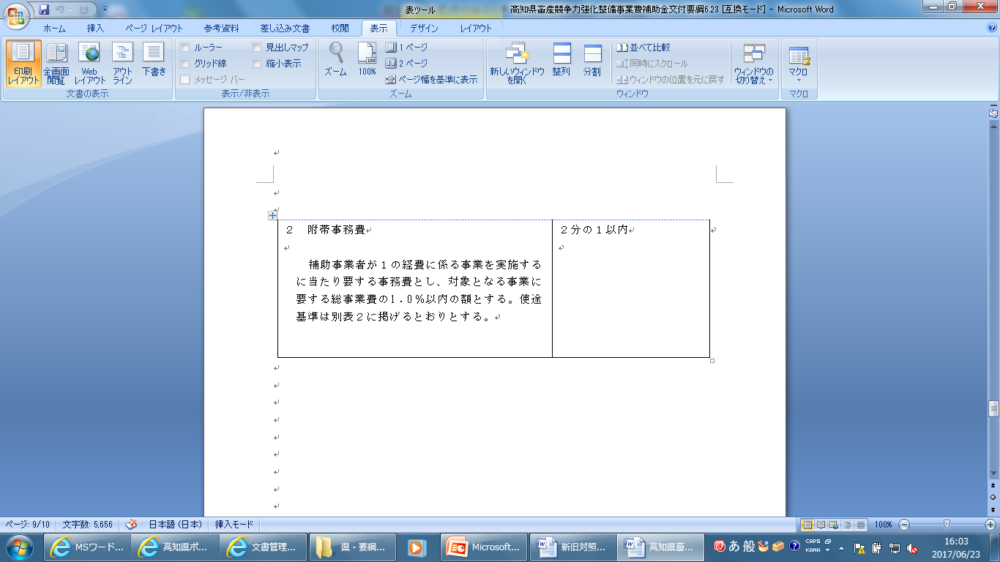 表ツール
高知県畜産競争力強化整備事業費補助金交付要綱6.23 [互換モード] - Microsoft Word
ホーム 挿入 ページ レイアウト 参考資料 差し込み文書 校閲 表示 デザイン レイアウト
印刷レイアウト
全画面閲覧
Web レイアウト
アウトライン
下書き
文書の表示
ルーラー
グリッド線
メッセージ バー
見出しマップ
縮小表示
表示/非表示
ズーム
100%
1 ページ
2 ページ
ページ幅を基準に表示
ズーム
新しいウィンドウを開く
整列
分割
並べて比較
同時にスクロール
ウィンドウの位置を元に戻す
ウィンドウの切り替え
ウィンドウ
マクロ
マクロ
２　附帯事務費
２分の１以内
補助事業者が１の経費に係る事業を実施する
に当たり要する事務費とし、対象となる事業に
要する総事業費の1.0%以内の額とする。使途
基準は別表２に掲げるとおりとする。
ページ: 9/10 文字数: 5,656 日本語 (日本) 挿入モード 100%
MSワード... 高知県ポ... 文書管理... 県・要綱... Microsoft... 新旧対照... 高知県畜... あ 般 CAPS KANA
16:03
2017/06/23